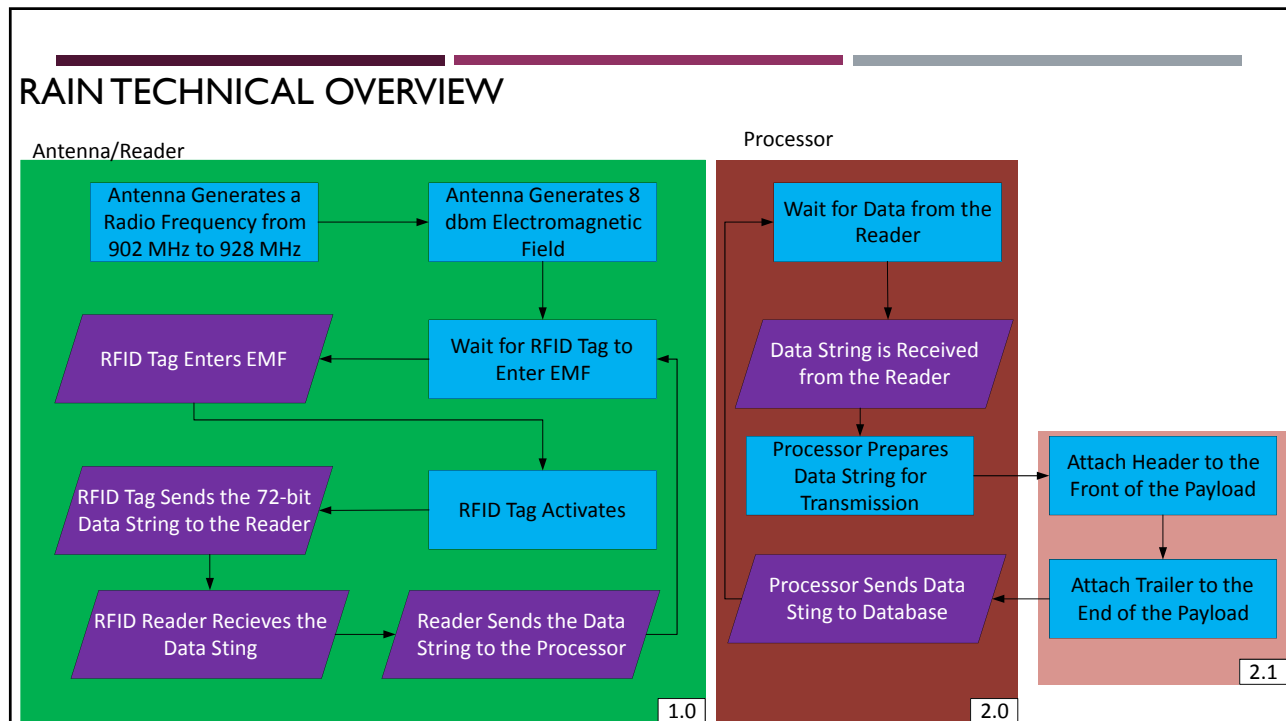 RAIN TECHNICAL OVERVIEW
Antenna/Reader
Antenna Generates a
Radio Frequency from
902 MHz to 928 MHz
Antenna Generates 8
dbm Electromagnetic
Field
RFID Tag Enters EMF
Wait for RFID Tag to
Enter EMF
RFID Tag Sends the 72-bit
Data String to the Reader
RFID Tag Activates
RFID Reader Recieves the
Data Sting
Reader Sends the Data
String to the Processor
1.0
Processor
Wait for Data from the
Reader
Data String is Received
from the Reader
Processor Prepares
Data String for
Transmission
Processor Sends Data
Sting to Database
2.0
Attach Header to the
Front of the Payload
Attach Trailer to the
End of the Payload
2.1